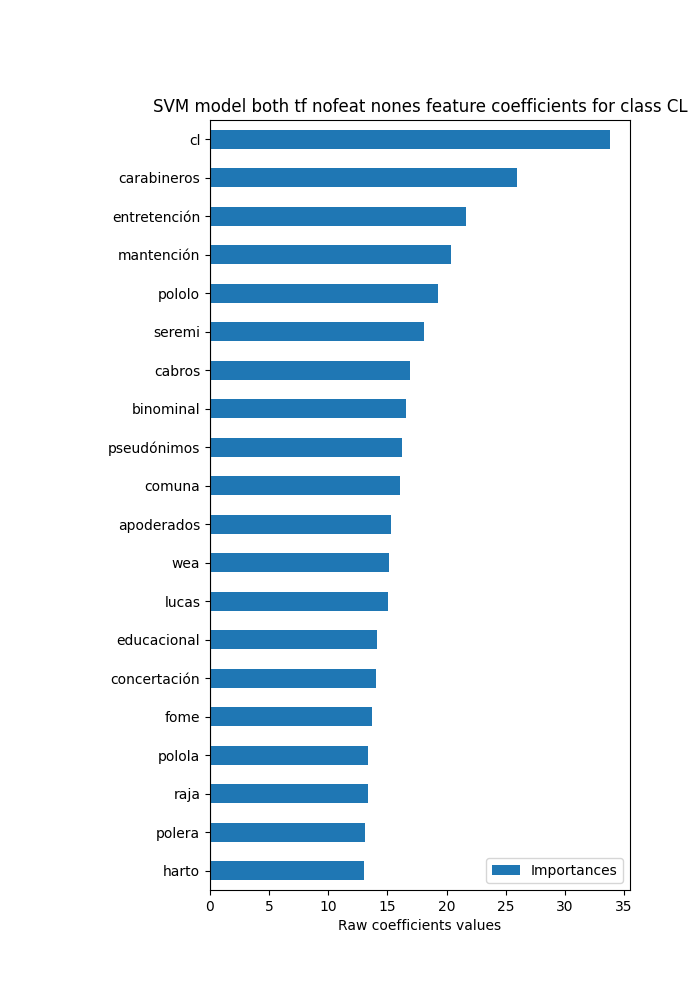 SVM model both tf nofeat nones feature coefficients for class CL
cl
carabineros
entretención
mantención
pololo
seremi
cabros
binominal
pseudónimos
comuna
apoderados
wea
lucas
educacional
concertación
fome
polola
raja
polera
harto
Importances
0 5 10 15 20 25 30 35
Raw coefficients values